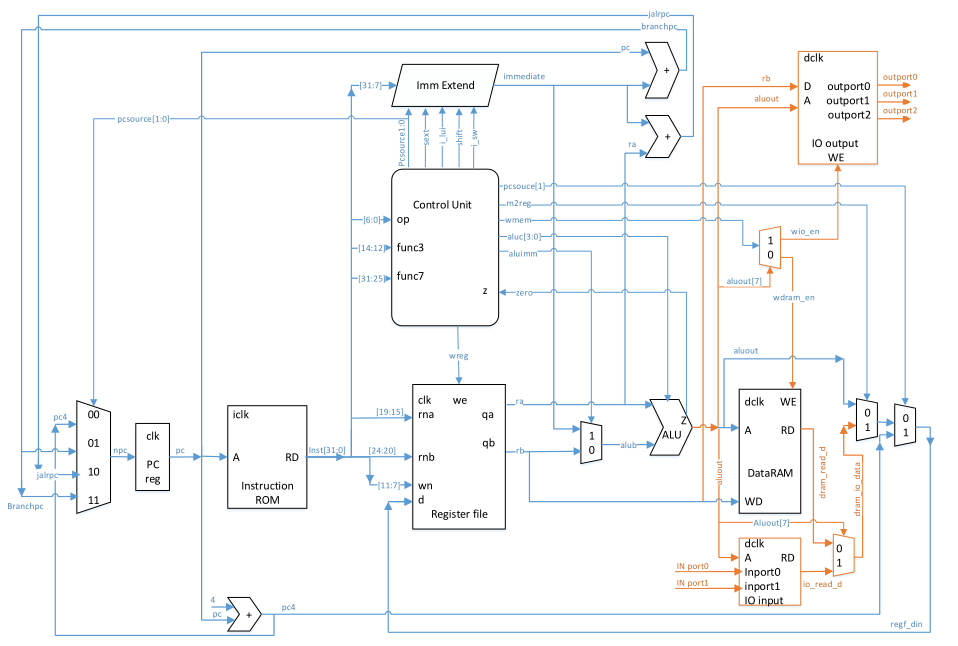 jalrpc
branchpc
pc
dclk
D
A
outport0
outport1
outport2
IO output
WE
outport0
outport1
outport2
rb
aluout
+
[31:7]
Imm Extend
immediate
pcsource[1:0]
Pcsource1:0
sext
i_lui
shift
i_sw
+
ra
Control Unit
op
func3
func7
z
[6:0]
[14:12]
[31:25]
pcsouce[1]
m2reg
wmem
aluc[3:0]
aluimm
zero
1
0
wio_en
aluout[7]
wdram_en
wreg
aluout
pc4
jalrpc
Branchpc
00
01
10
11
npc
clk
PC
reg
pc
iclk
A
RD
Instruction
ROM
Inst[31:0]
[19:15]
[24:20]
[11:7]
clk
we
rna
qa
qb
rnb
wn
d
Register file
ra
rb
1
0
alub
Z
ALU
aluout
dclk
WE
A
RD
DataRAM
WD
dram_read_d
dram_io_data
0
1
0
1
Aluout[7]
0
1
dclk
A
RD
Inport0
inport1
IO input
IN port0
IN port1
io_read_d
4
pc
+
pc4
regf_din